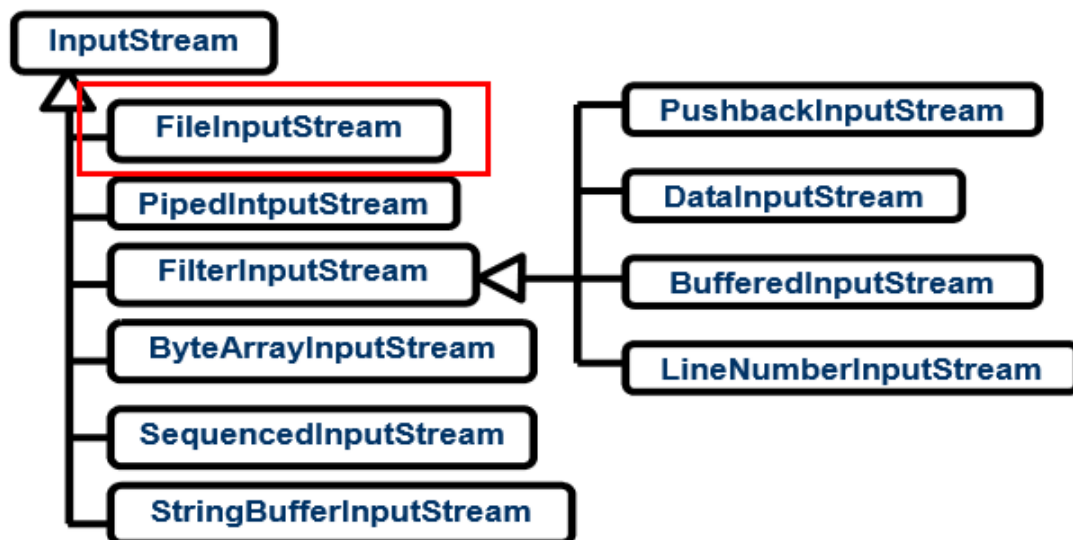 InputStream
FileInputStream
PipedIntputStream
FilterInputStream
ByteArrayInputStream
SequencedInputStream
StringBufferInputStream
PushbackInputStream
DataInputStream
BufferedInputStream
LineNumberInputStream